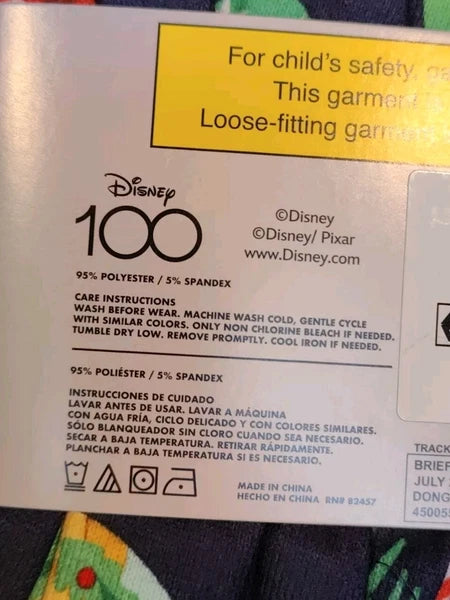 For child's safety,
This garment
Loose-fitting
Disney
100
©Disney
©Disney/ Pixar
www.Disney.com
95% POLYESTER / 5% SPANDEX
CARE INSTRUCTIONS
WASH BEFORE WEAR. MACHINE WASH COLD, GENTLE CYCLE
WITH SIMILAR COLORS. ONLY NON CHLORINE BLEACH IF NEEDED.
TUMBLE DRY LOW. REMOVE PROMPTLY. COOL IRON IF NEEDED.
95% POLIÉSTER / 5% SPANDEX
INSTRUCCIONES DE CUIDADO
LAVAR ANTES DE USAR. LAVAR A MÁQUINA
CON AGUA FRÍA, CICLO DELICADO Y CON COLORES SIMILARES.
SÓLO BLANQUEADOR SIN CLORO CUANDO SEA NECESARIO.
SECAR A BAJA TEMPERATURA. RETIRAR RÁPIDAMENTE.
PLANCHAR A BAJA TEMPERATURA SI ES NECESARIO.
MADE IN CHINA
HECHO EN CHINA RN# 82457
TRACK
BRIEF
JULY
DONG